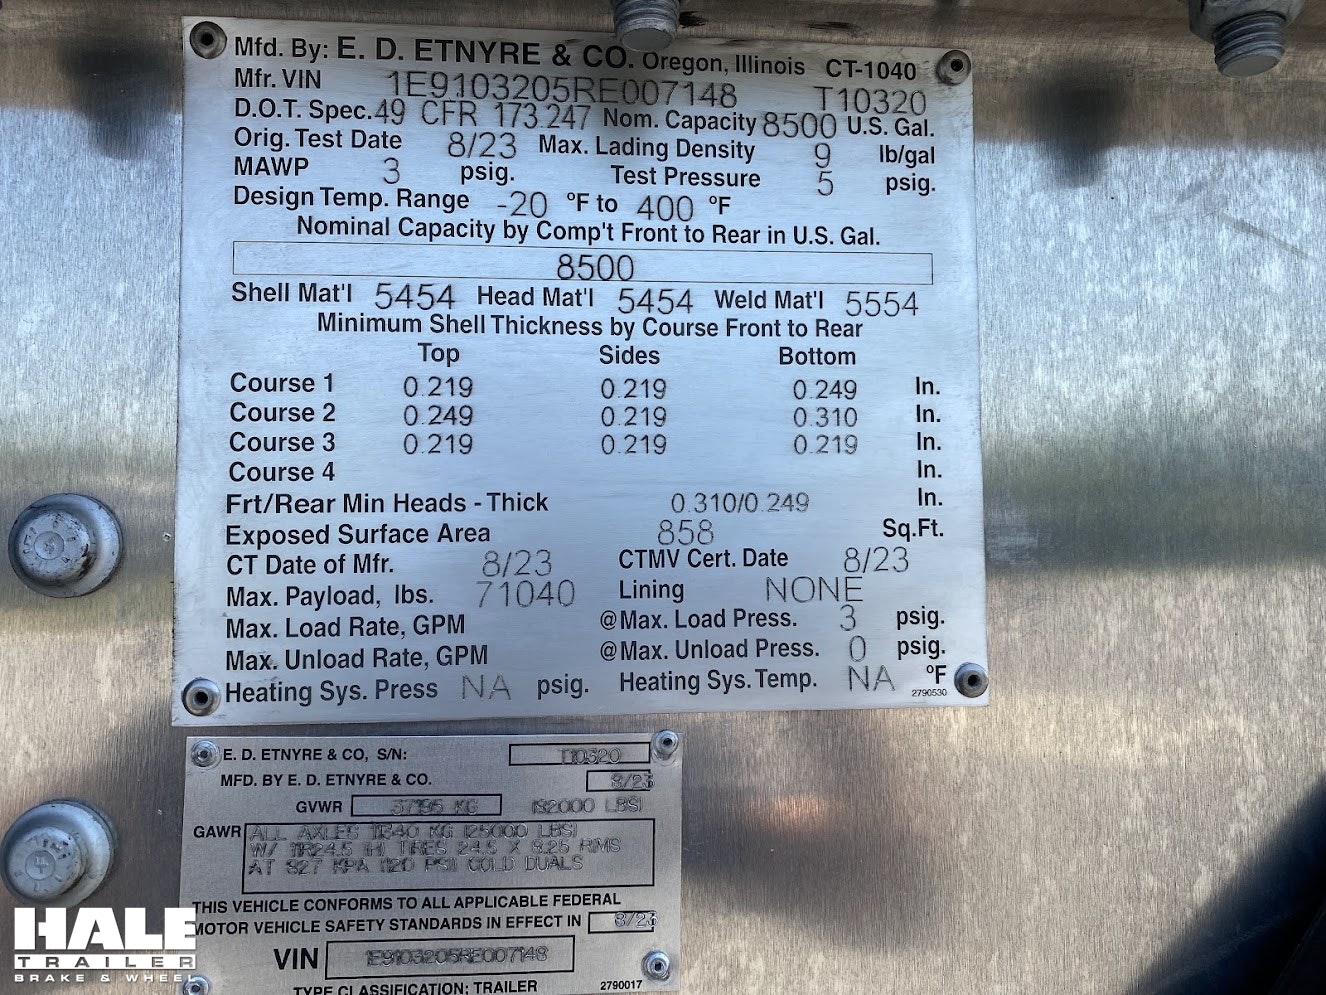 Mfd. By: E. D. ETNYRE & CO. Oregon, Illinois CT-1040
Mfr. VIN 1E9103205RE007148 T10320
D.O.T Spec. 49 CFR 173.247 Nom. Capacity 8500 U.S. Gal.
Orig. Test Date 8/23 Max. Lading Density 9 lb/gal
MAWP 3 psig. Test Pressure 5 psig.
Design Temp. Range -20 °F to 400 °F
Nominal Capacity by Comp't Front to Rear in U.S. Gal.
8500
Shell Mat'l 5454 Head Mat'l 5454 Weld Mat'l 5554
Minimum Shell Thickness by Course Front to Rear
Top Sides Bottom
Course 1 0.219 0.219 0.249 In.
Course 2 0.249 0.219 0.310 In.
Course 3 0.219 0.219 0.219 In.
Course 4 In.
Frt/Rear Min Heads - Thick 0.310/0.249 In.
Exposed Surface Area 858 Sq.Ft.
CT Date of Mfr. 8/23 CTMV Cert. Date 8/23
Max. Payload, lbs. 71040 Lining NONE
Max. Load Rate, GPM @Max. Load Press. 3 psig.
Max. Unload Rate, GPM @Max. Unload Press. 0 psig.
Heating Sys. Press NA psig. Heating Sys. Temp. NA °F
2790530
E. D. ETNYRE & CO, S/N: T10320
MFD. BY E. D. ETNYRE & CO. 8/23
GVWR 37195 KG (82000 LBS)
GAWR ALL AXLES 11340 KG (25000 LBS)
W/ 11R24.5 (H) TIRES 24.5 X 8.25 RIMS
AT 827 KPA (120 PSI) COLD DUALS
THIS VEHICLE CONFORMS TO ALL APPLICABLE FEDERAL
MOTOR VEHICLE SAFETY STANDARDS IN EFFECT IN 8/23
VIN 1E9103205RE007148
TYPE CLASSIFICATION: TRAILER 2790017
HALE
TRAILER
BRAKE & WHEEL